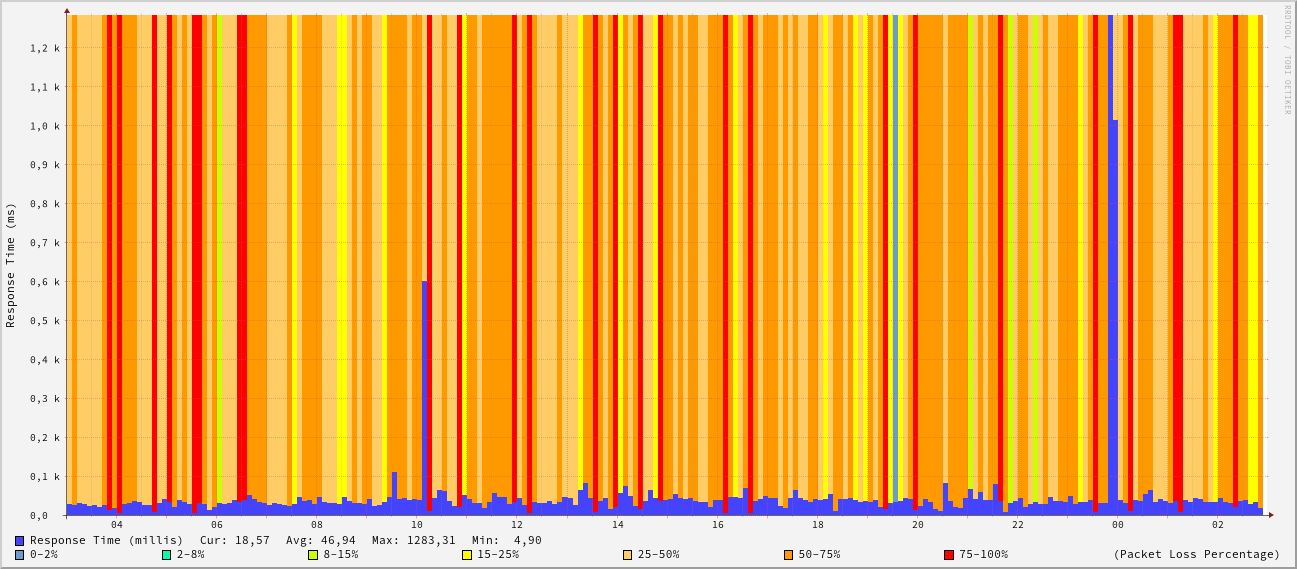 RRDTOOL / TOBI OETIKER
Response Time (ms)
1,2 k
1,1 k
1,0 k
0,9 k
0,8 k
0,7 k
0,6 k
0,5 k
0,4 k
0,3 k
0,2 k
0,1 k
0,0
04 06 08 10 12 14 16 18 20 22 00 02
Response Time (millis) Cur: 18,57 Avg: 46,94 Max: 1283,31 Min: 4,90
0-2% 2-8% 8-15% 15-25% 25-50% 50-75% 75-100% (Packet Loss Percentage)